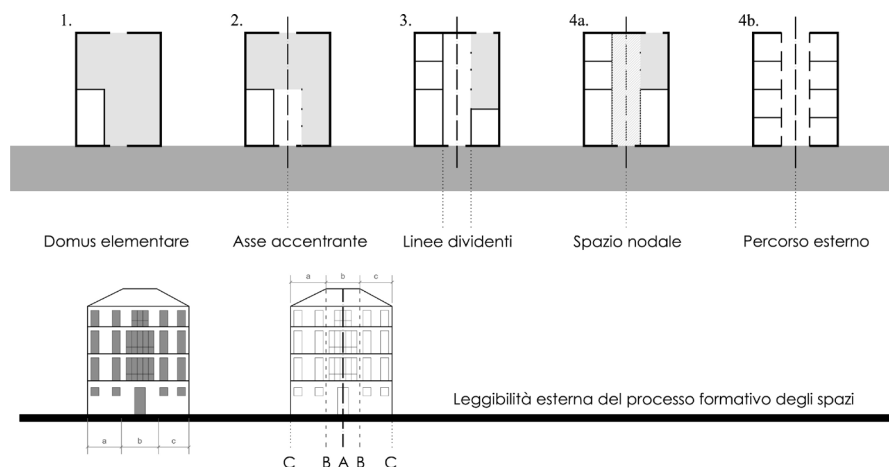 1. 2. 3. 4a. 4b.
Domus elementare Asse accentrante Linee dividenti Spazio nodale Percorso esterno
a b c
Leggibilità esterna del processo formativo degli spazi
a b c
C B A B C